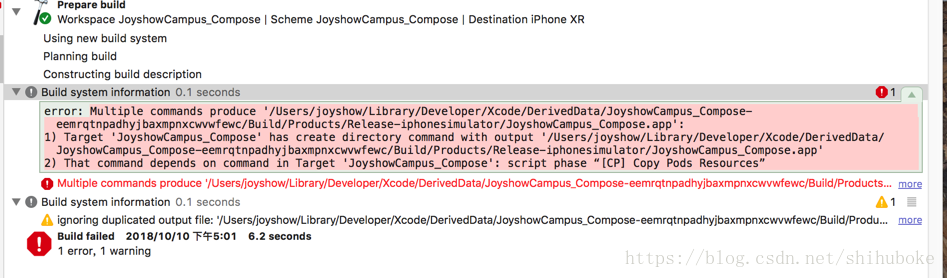 Prepare build
Workspace JoyshowCampus_Compose | Scheme JoyshowCampus_Compose | Destination iPhone XR
Using new build system
Planning build
Constructing build description
Build system information 0.1 seconds
1
error: Multiple commands produce '/Users/joyshow/Library/Developer/Xcode/DerivedData/JoyshowCampus_Compose-
eemrqtnpadhyjbaxmpnxcwvwfewc/Build/Products/Release-iphonesimulator/JoyshowCampus_Compose.app':
1) Target 'JoyshowCampus_Compose' has create directory command with output '/Users/joyshow/Library/Developer/Xcode/DerivedData/
JoyshowCampus_Compose-eemrqtnpadhyjbaxmpnxcwvwfewc/Build/Products/Release-iphonesimulator/JoyshowCampus_Compose.app'
2) That command depends on command in Target 'JoyshowCampus_Compose': script phase “[CP] Copy Pods Resources”
Multiple commands produce '/Users/joyshow/Library/Developer/Xcode/DerivedData/JoyshowCampus_Compose-eemrqtnpadhyjbaxmpnxcwvwfewc/Build/Products... more
Build system information 0.1 seconds
1
ignoring duplicated output file: '/Users/joyshow/Library/Developer/Xcode/DerivedData/JoyshowCampus_Compose-eemrqtnpadhyjbaxmpnxcwvwfewc/Build/Produ... more
Build failed 2018/10/10 下午5:01 6.2 seconds
1 error, 1 warning
https://blog.csdn.net/shihuboke